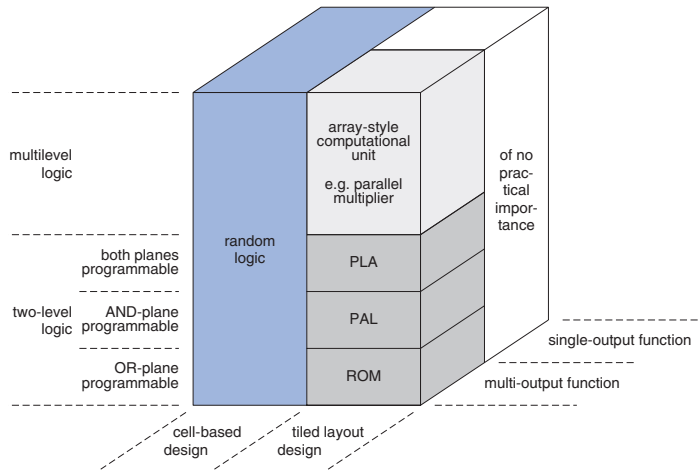 multilevel
logic
both planes
programmable
two-level
logic
AND-plane
programmable
OR-plane
programmable
random
logic
array-style
computational
unit
e.g. parallel
multiplier
PLA
PAL
ROM
of no
prac-
tical
impor-
tance
single-output function
multi-output function
cell-based
design
tiled layout
design